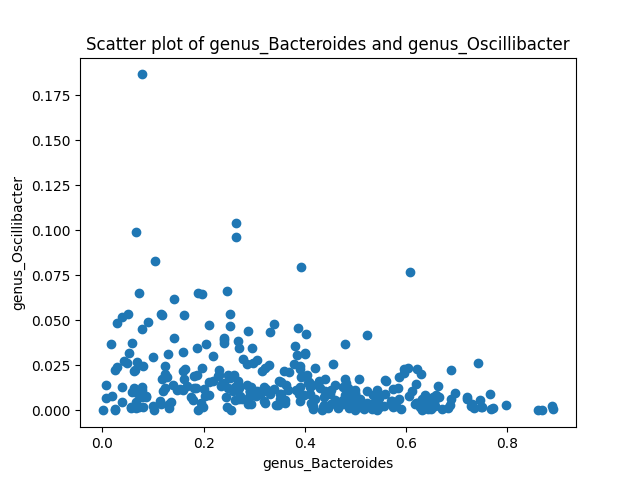 Scatter plot of genus_Bacteroides and genus_Oscillibacter
0.175
0.150
0.125
0.100
0.075
0.050
0.025
0.000
genus_Oscillibacter
0.0 0.2 0.4 0.6 0.8
genus_Bacteroides